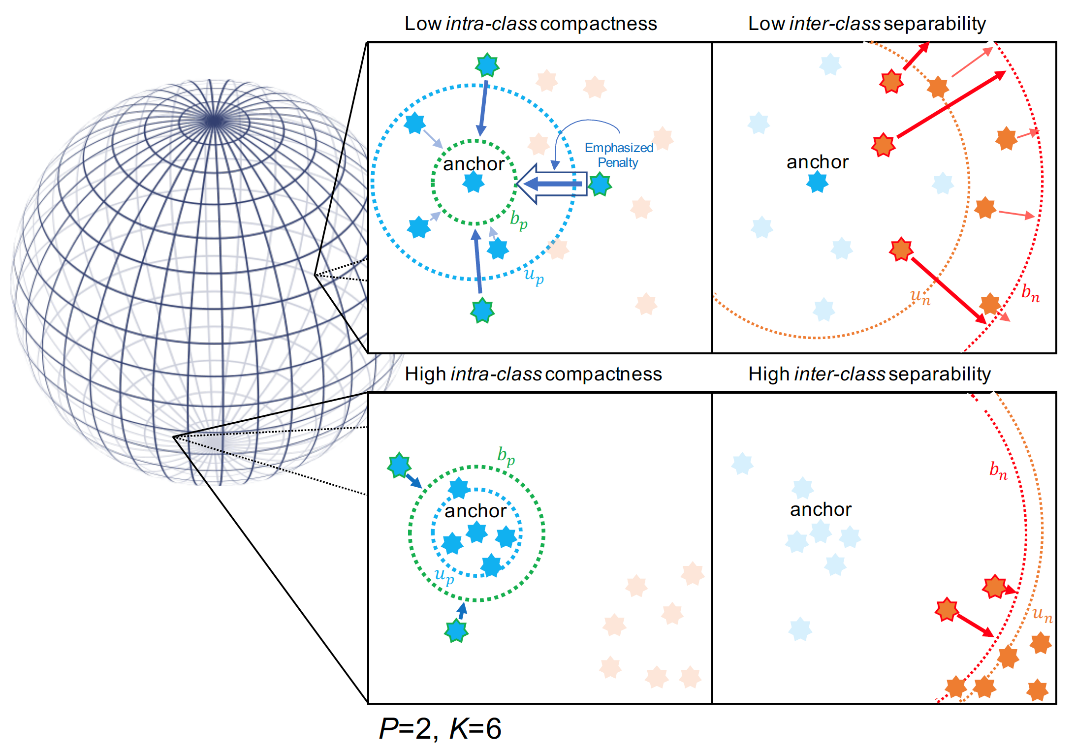 Low intra-class compactness
Low inter-class separability
anchor
Emphasized
Penalty
b_p
u_p
anchor
u_n
b_n
High intra-class compactness
High inter-class separability
b_p
anchor
u_p
b_n
anchor
u_n
P=2, K=6